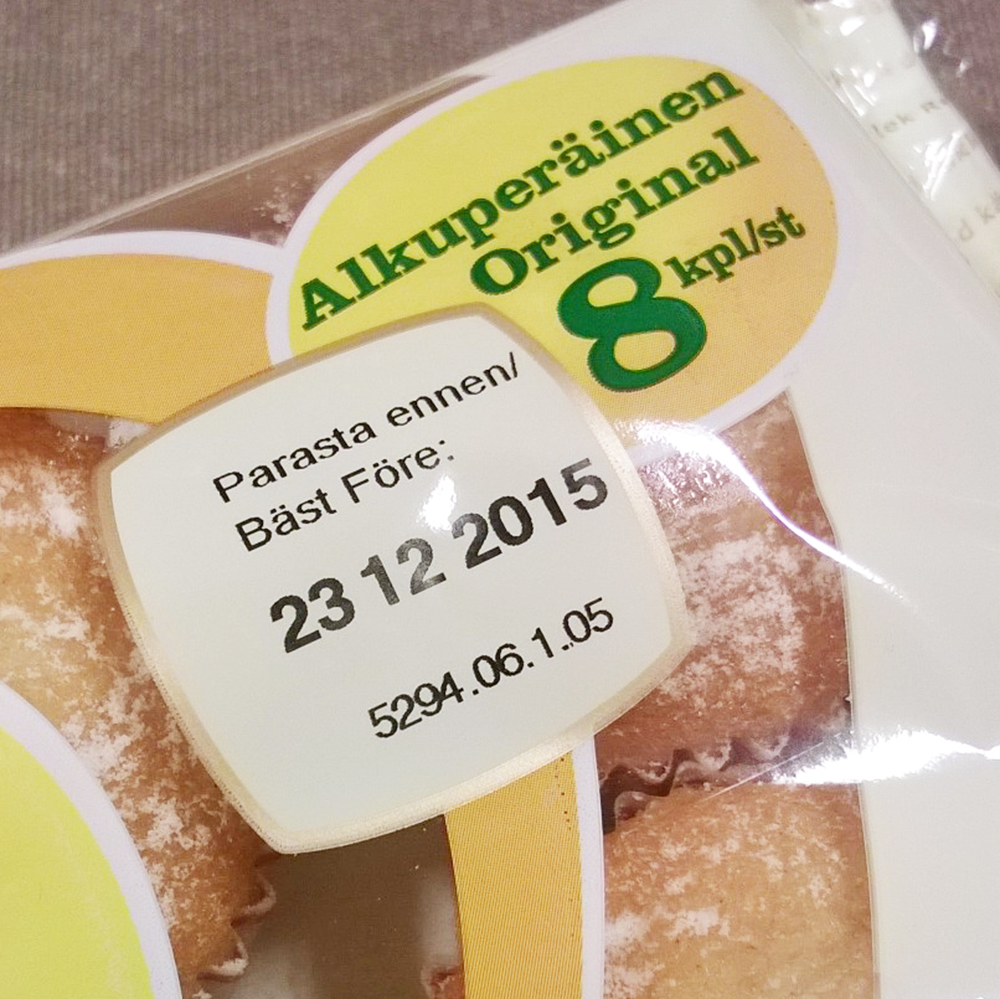 Alkuperäinen
Original
8 kpl/st
Parasta ennen/
Bäst Före:
23 12 2015
5294.06.1.05